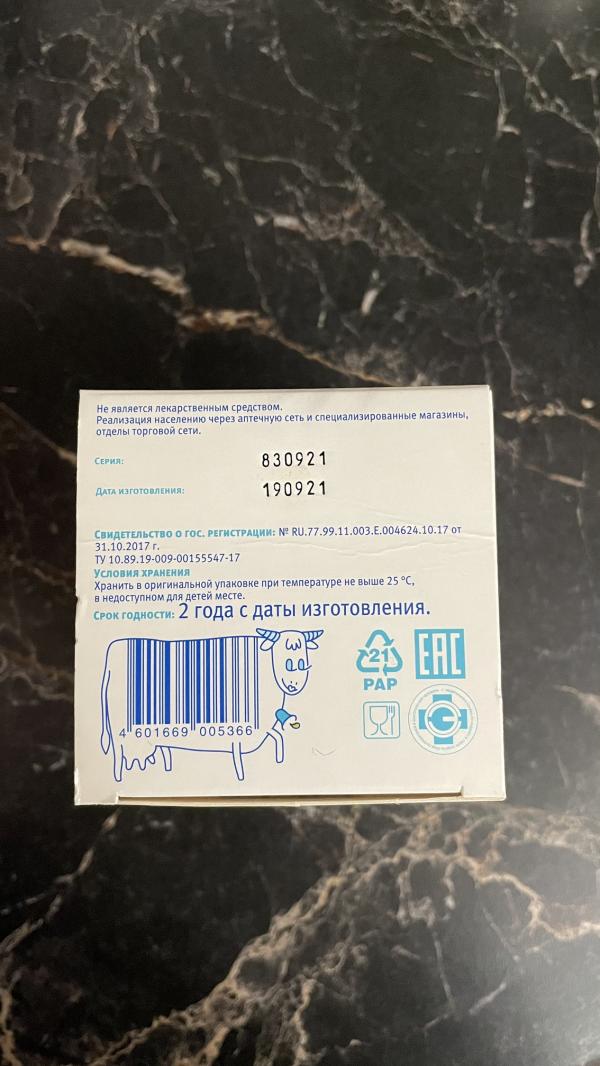 Не является лекарственным средством.
Реализация населению через аптечную сеть и специализированные магазины,
отделы торговой сети.
Серия: 830921
Дата изготовления: 190921
Свидетельство о гос. регистрации: № RU.77.99.11.003.Е.004624.10.17 от
31.10.2017 г.
ТУ 10.89.19-009-00155547-17
Условия хранения
Хранить в оригинальной упаковке при температуре не выше 25 °С,
в недоступном для детей месте.
Срок годности: 2 года с даты изготовления.
21
PAP
EAC
4 601669 005366